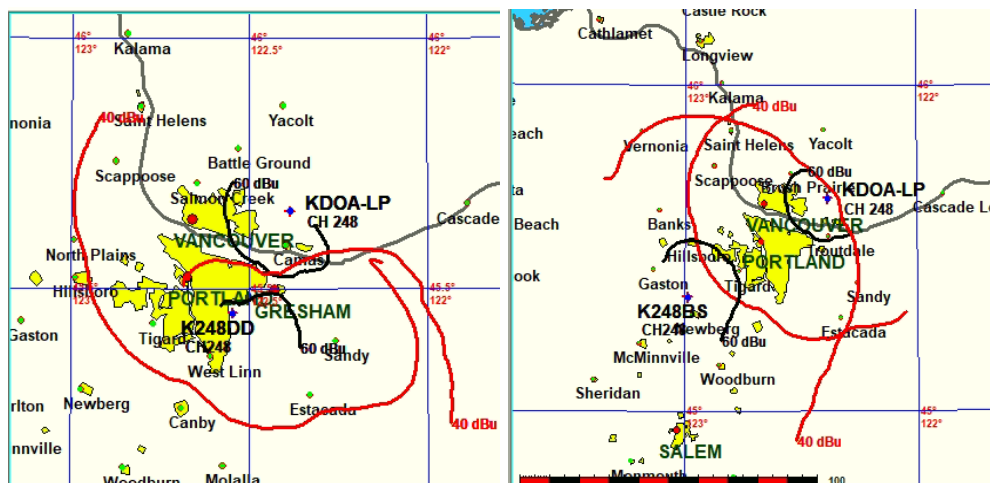 46°
123°
46°
122.5°
46°
122°
Kalama
40 dBu
Saint Helens
nonia
Yacolt
Battle Ground
Scappoose
60 dBu
Salmon Creek
KDOA-LP
CH 248
Cascade
VANCOUVER
Camas
North Plains
Hillsboro
45.5°
122°
PORTLAND
GRESHAM
K248DD
CH248
Gaston
Tigard
60 dBu
Sandy
West Linn
Newberg
Estacada
rlton
Canby
40 dBu
nnville
Woodburn
Molalla
Castle Rock
Cathlamet
Longview
46°
123°
46°
122°
Kalama
40 dBu
each
Vernonia
Saint Helens
Yacolt
Scappoose
60 dBu
Brush Prairie
KDOA-LP
CH 248
ta
Cascade Lo
Beach
Banks
VANCOUVER
Hillsboro
Troutdale
PORTLAND
ook
Gaston
Tigard
Sandy
K248BS
CH248
Newberg
Estacada
60 dBu
McMinnville
Woodburn
Sheridan
45°
123°
45°
122°
SALEM
40 dBu
Monmouth
100